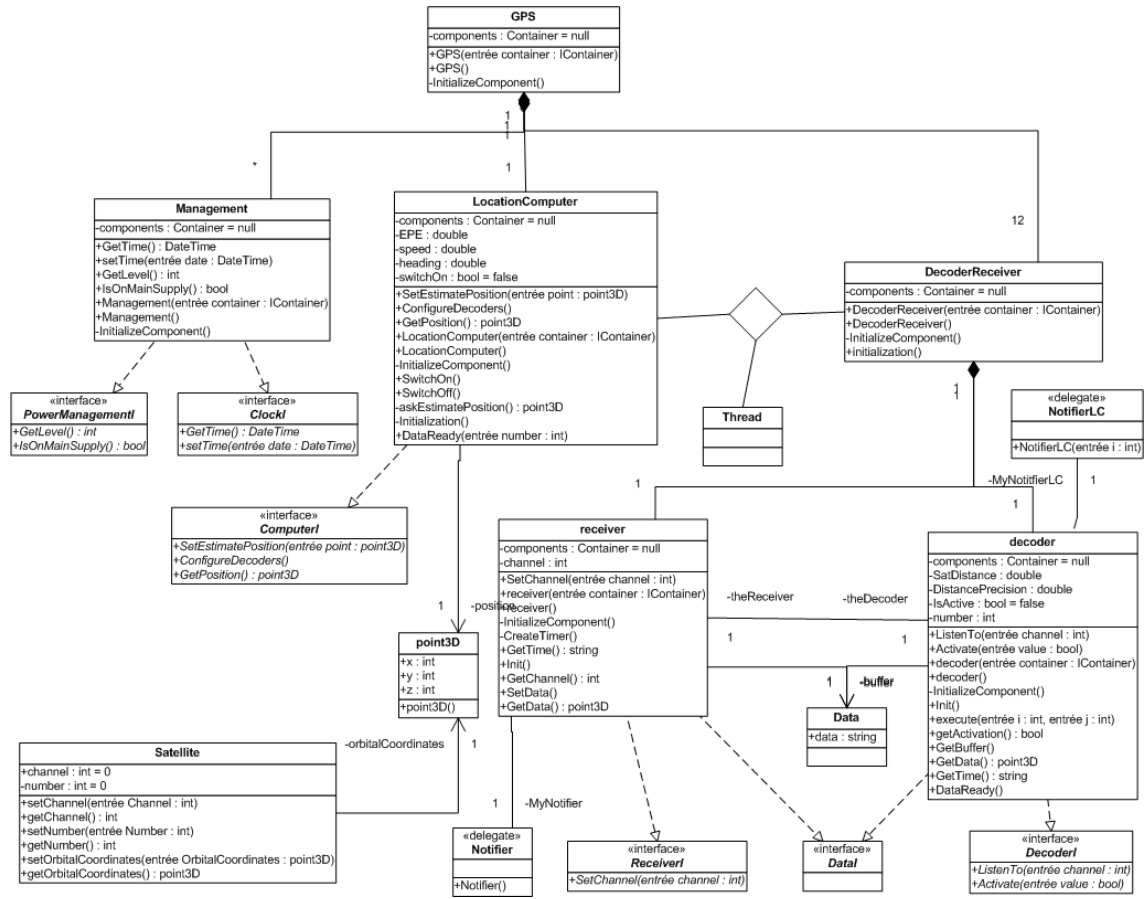 GPS
-components : Container = null
+GPS(entrée container : IContainer)
+GPS()
-InitializeComponent()
1
1
1
*
1
12
Management
-components : Container = null
+GetTime() : DateTime
+setTime(entrée date : DateTime)
+GetLevel() : int
+IsOnMainSupply() : bool
+Management(entrée container : IContainer)
+Management()
-InitializeComponent()
LocationComputer
-components : Container = null
-EPE : double
-speed : double
-heading : double
-switchOn : bool = false
+SetEstimatePosition(entrée point : point3D)
+ConfigureDecoders()
+GetPosition() : point3D
+LocationComputer(entrée container : IContainer)
+LocationComputer()
-InitializeComponent()
+SwitchOn()
+SwitchOff()
-askEstimatePosition() : point3D
-Initialization()
+DataReady(entrée number : int)
DecoderReceiver
-components : Container = null
+DecoderReceiver(entrée container : IContainer)
+DecoderReceiver()
-InitializeComponent()
+initialization()
«interface»
PowerManagementI
+GetLevel() : int
+IsOnMainSupply() : bool
«interface»
ClockI
+GetTime() : DateTime
+setTime(entrée date : DateTime)
Thread
1
1
«delegate»
NotifierLC
+NotifierLC(entrée i : int)
1
-MyNotitfierLC
1
1
«interface»
ComputerI
+SetEstimatePosition(entrée point : point3D)
+ConfigureDecoders()
+GetPosition() : point3D
receiver
-components : Container = null
-channel : int
+SetChannel(entrée channel : int)
+receiver(entrée container : IContainer)
+receiver()
-InitializeComponent()
-CreateTimer()
+GetTime() : string
+Init()
+GetChannel() : int
+SetData()
+GetData() : point3D
decoder
-components : Container = null
-SatDistance : double
-DistancePrecision : double
-IsActive : bool = false
-number : int
+ListenTo(entrée channel : int)
+Activate(entrée value : bool)
+decoder(entrée container : IContainer)
+decoder()
-InitializeComponent()
+Init()
+execute(entrée i : int, entrée j : int)
+getActivation() : bool
+GetBuffer()
+GetData() : point3D
+GetTime() : string
+DataReady()
-theReceiver
-theDecoder
1
1
1
-position
point3D
+x : int
+y : int
+z : int
+point3D()
1
-buffer
Data
+data : string
-orbitalCoordinates
1
Satellite
+channel : int = 0
-number : int = 0
+setChannel(entrée Channel : int)
+getChannel() : int
+setNumber(entrée Number : int)
+getNumber() : int
+setOrbitalCoordinates(entrée OrbitalCoordinates : point3D)
+getOrbitalCoordinates() : point3D
1
-MyNotifier
«delegate»
Notifier
+Notifier()
«interface»
ReceiverI
+SetChannel(entrée channel : int)
«interface»
DataI
«interface»
DecoderI
+ListenTo(entrée channel : int)
+Activate(entrée value : bool)